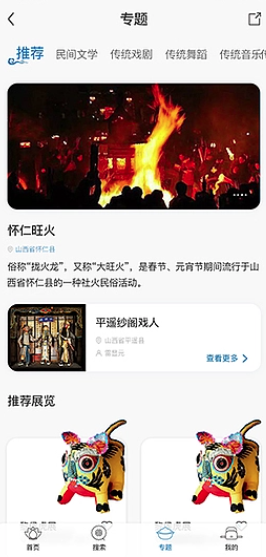 专题
推荐 民间文学 传统戏剧 传统舞蹈 传统音乐
怀仁旺火
山西省怀仁县
俗称“拢火龙”，又称“大旺火”，是春节、元宵节期间流行于山
西省怀仁县的一种社火民俗活动。
平遥纱阁戏人
山西省平遥县
雷慧元
查看更多
推荐展览
首页 搜索 专题 我的